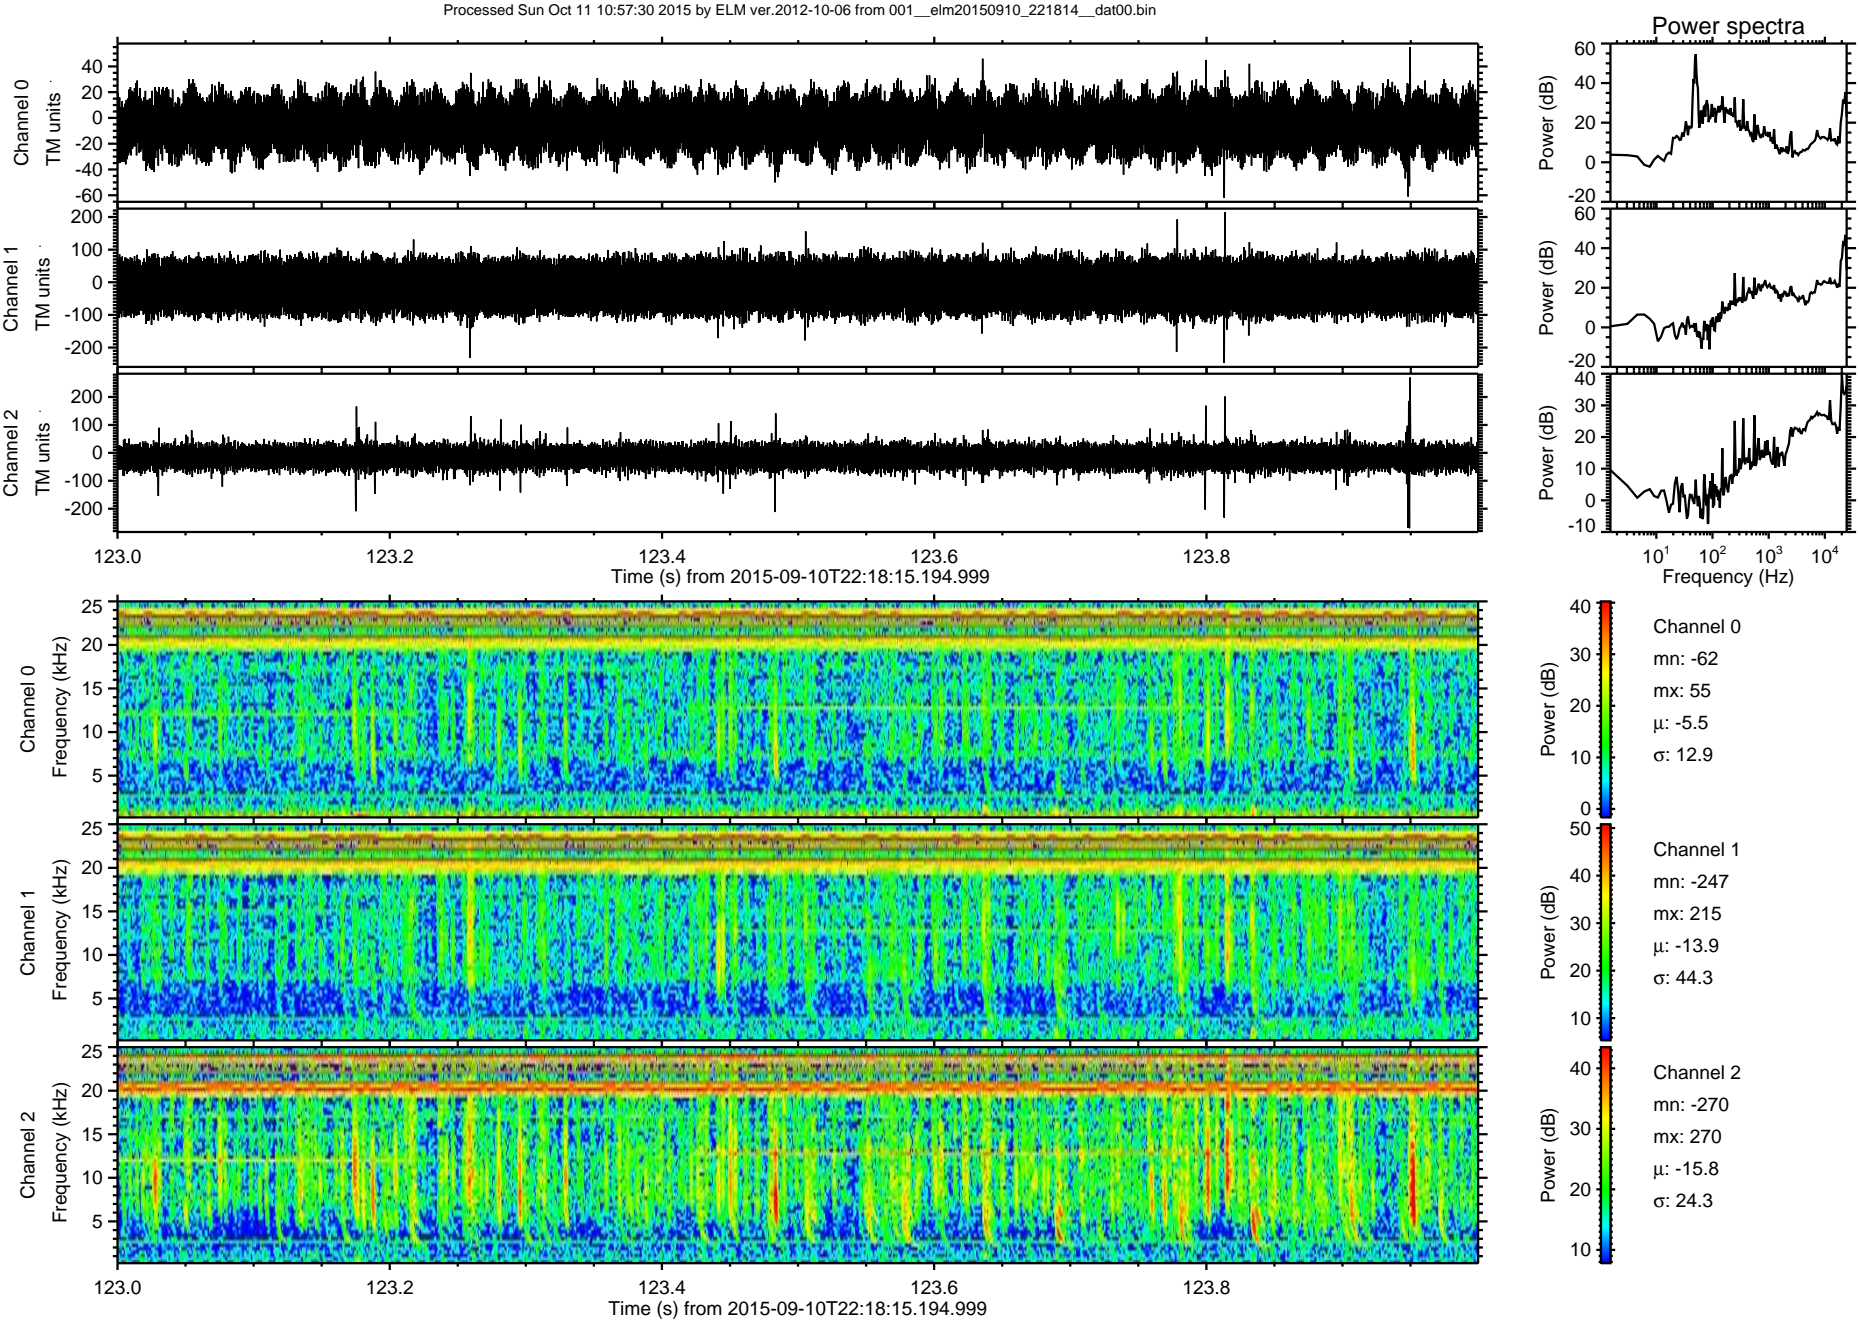 Processed Sun Oct 11 10:57:30 2015 by ELM ver.2012-10-06 from 001__elm20150910_221814__dat00.bin
Power spectra
Channel 0
TM units
40
20
0
-20
-40
-60
Power (dB)
60
40
20
0
-20
Channel 1
TM units
200
100
0
-100
-200
Power (dB)
60
40
20
0
-20
Channel 2
TM units
200
100
0
-100
-200
Power (dB)
40
30
20
10
0
-10
123.0 123.2 123.4 123.6 123.8
Time (s) from 2015-09-10T22:18:15.194.999
10^1 10^2 10^3 10^4
Frequency (Hz)
Channel 0
Frequency (kHz)
25
20
15
10
5
Power (dB)
40
30
20
10
0
Channel 0
mn: -62
mx: 55
µ: -5.5
σ: 12.9
Channel 1
Frequency (kHz)
25
20
15
10
5
Power (dB)
50
40
30
20
10
Channel 1
mn: -247
mx: 215
µ: -13.9
σ: 44.3
Channel 2
Frequency (kHz)
25
20
15
10
5
Power (dB)
40
30
20
10
Channel 2
mn: -270
mx: 270
µ: -15.8
σ: 24.3
123.0 123.2 123.4 123.6 123.8
Time (s) from 2015-09-10T22:18:15.194.999